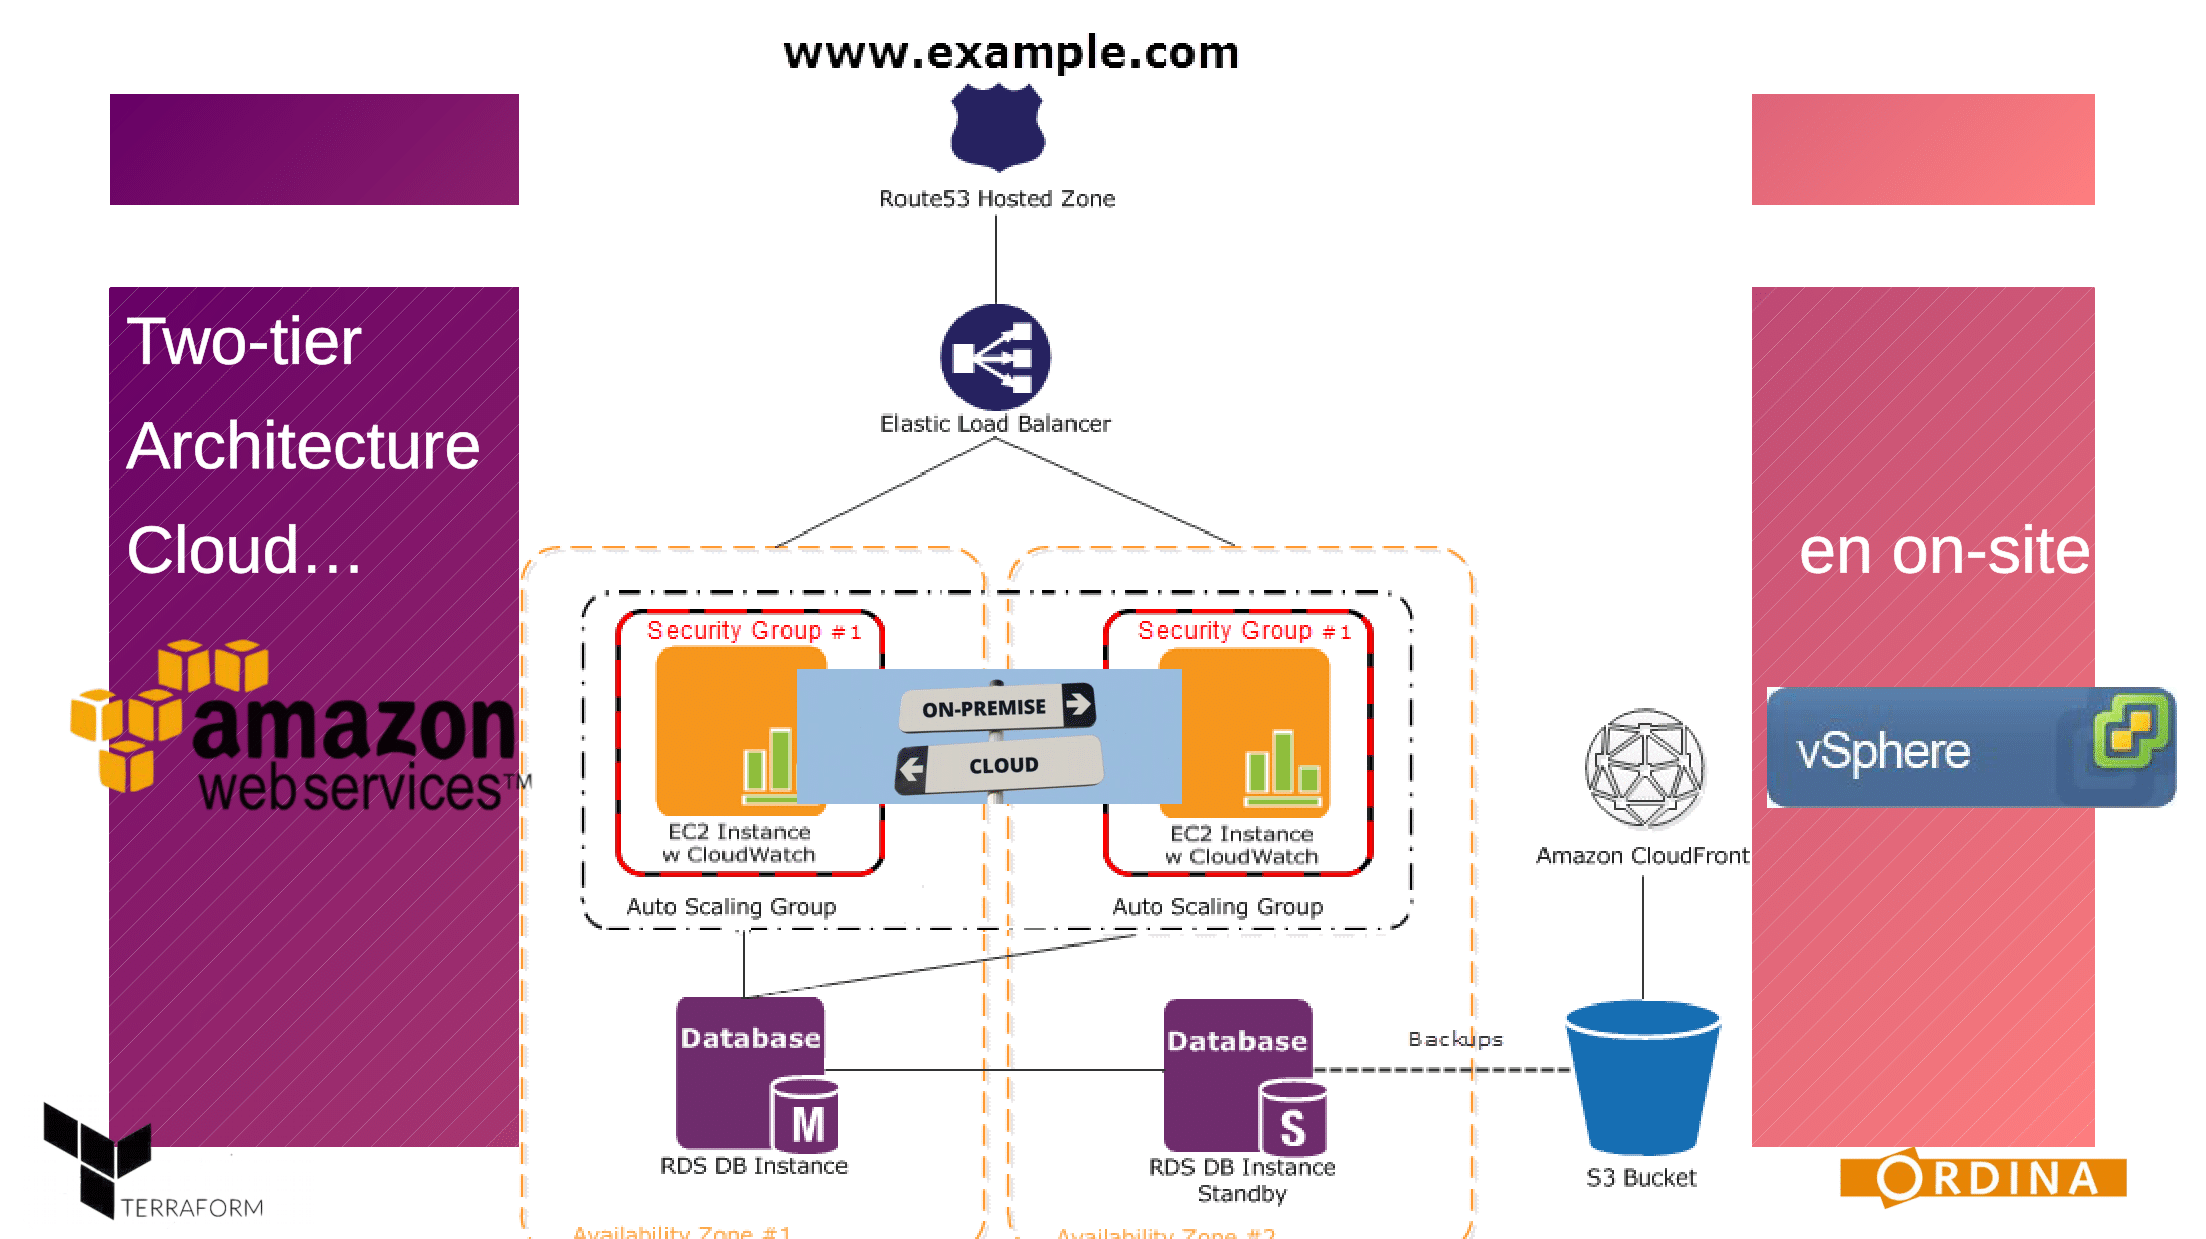 www.example.com
Route53 Hosted Zone
Two-tier
Architecture
Cloud...
Elastic Load Balancer
en on-site
Security Group #1
Security Group #1
ON-PREMISE
CLOUD
amazon
web services™
vSphere
EC2 Instance
w CloudWatch
EC2 Instance
w CloudWatch
Amazon CloudFront
Auto Scaling Group
Auto Scaling Group
Database
M
RDS DB Instance
Database
S
RDS DB Instance
Standby
Backups
S3 Bucket
TERRAFORM
ORDINA
Availability Zone #1
Availability Zone #2